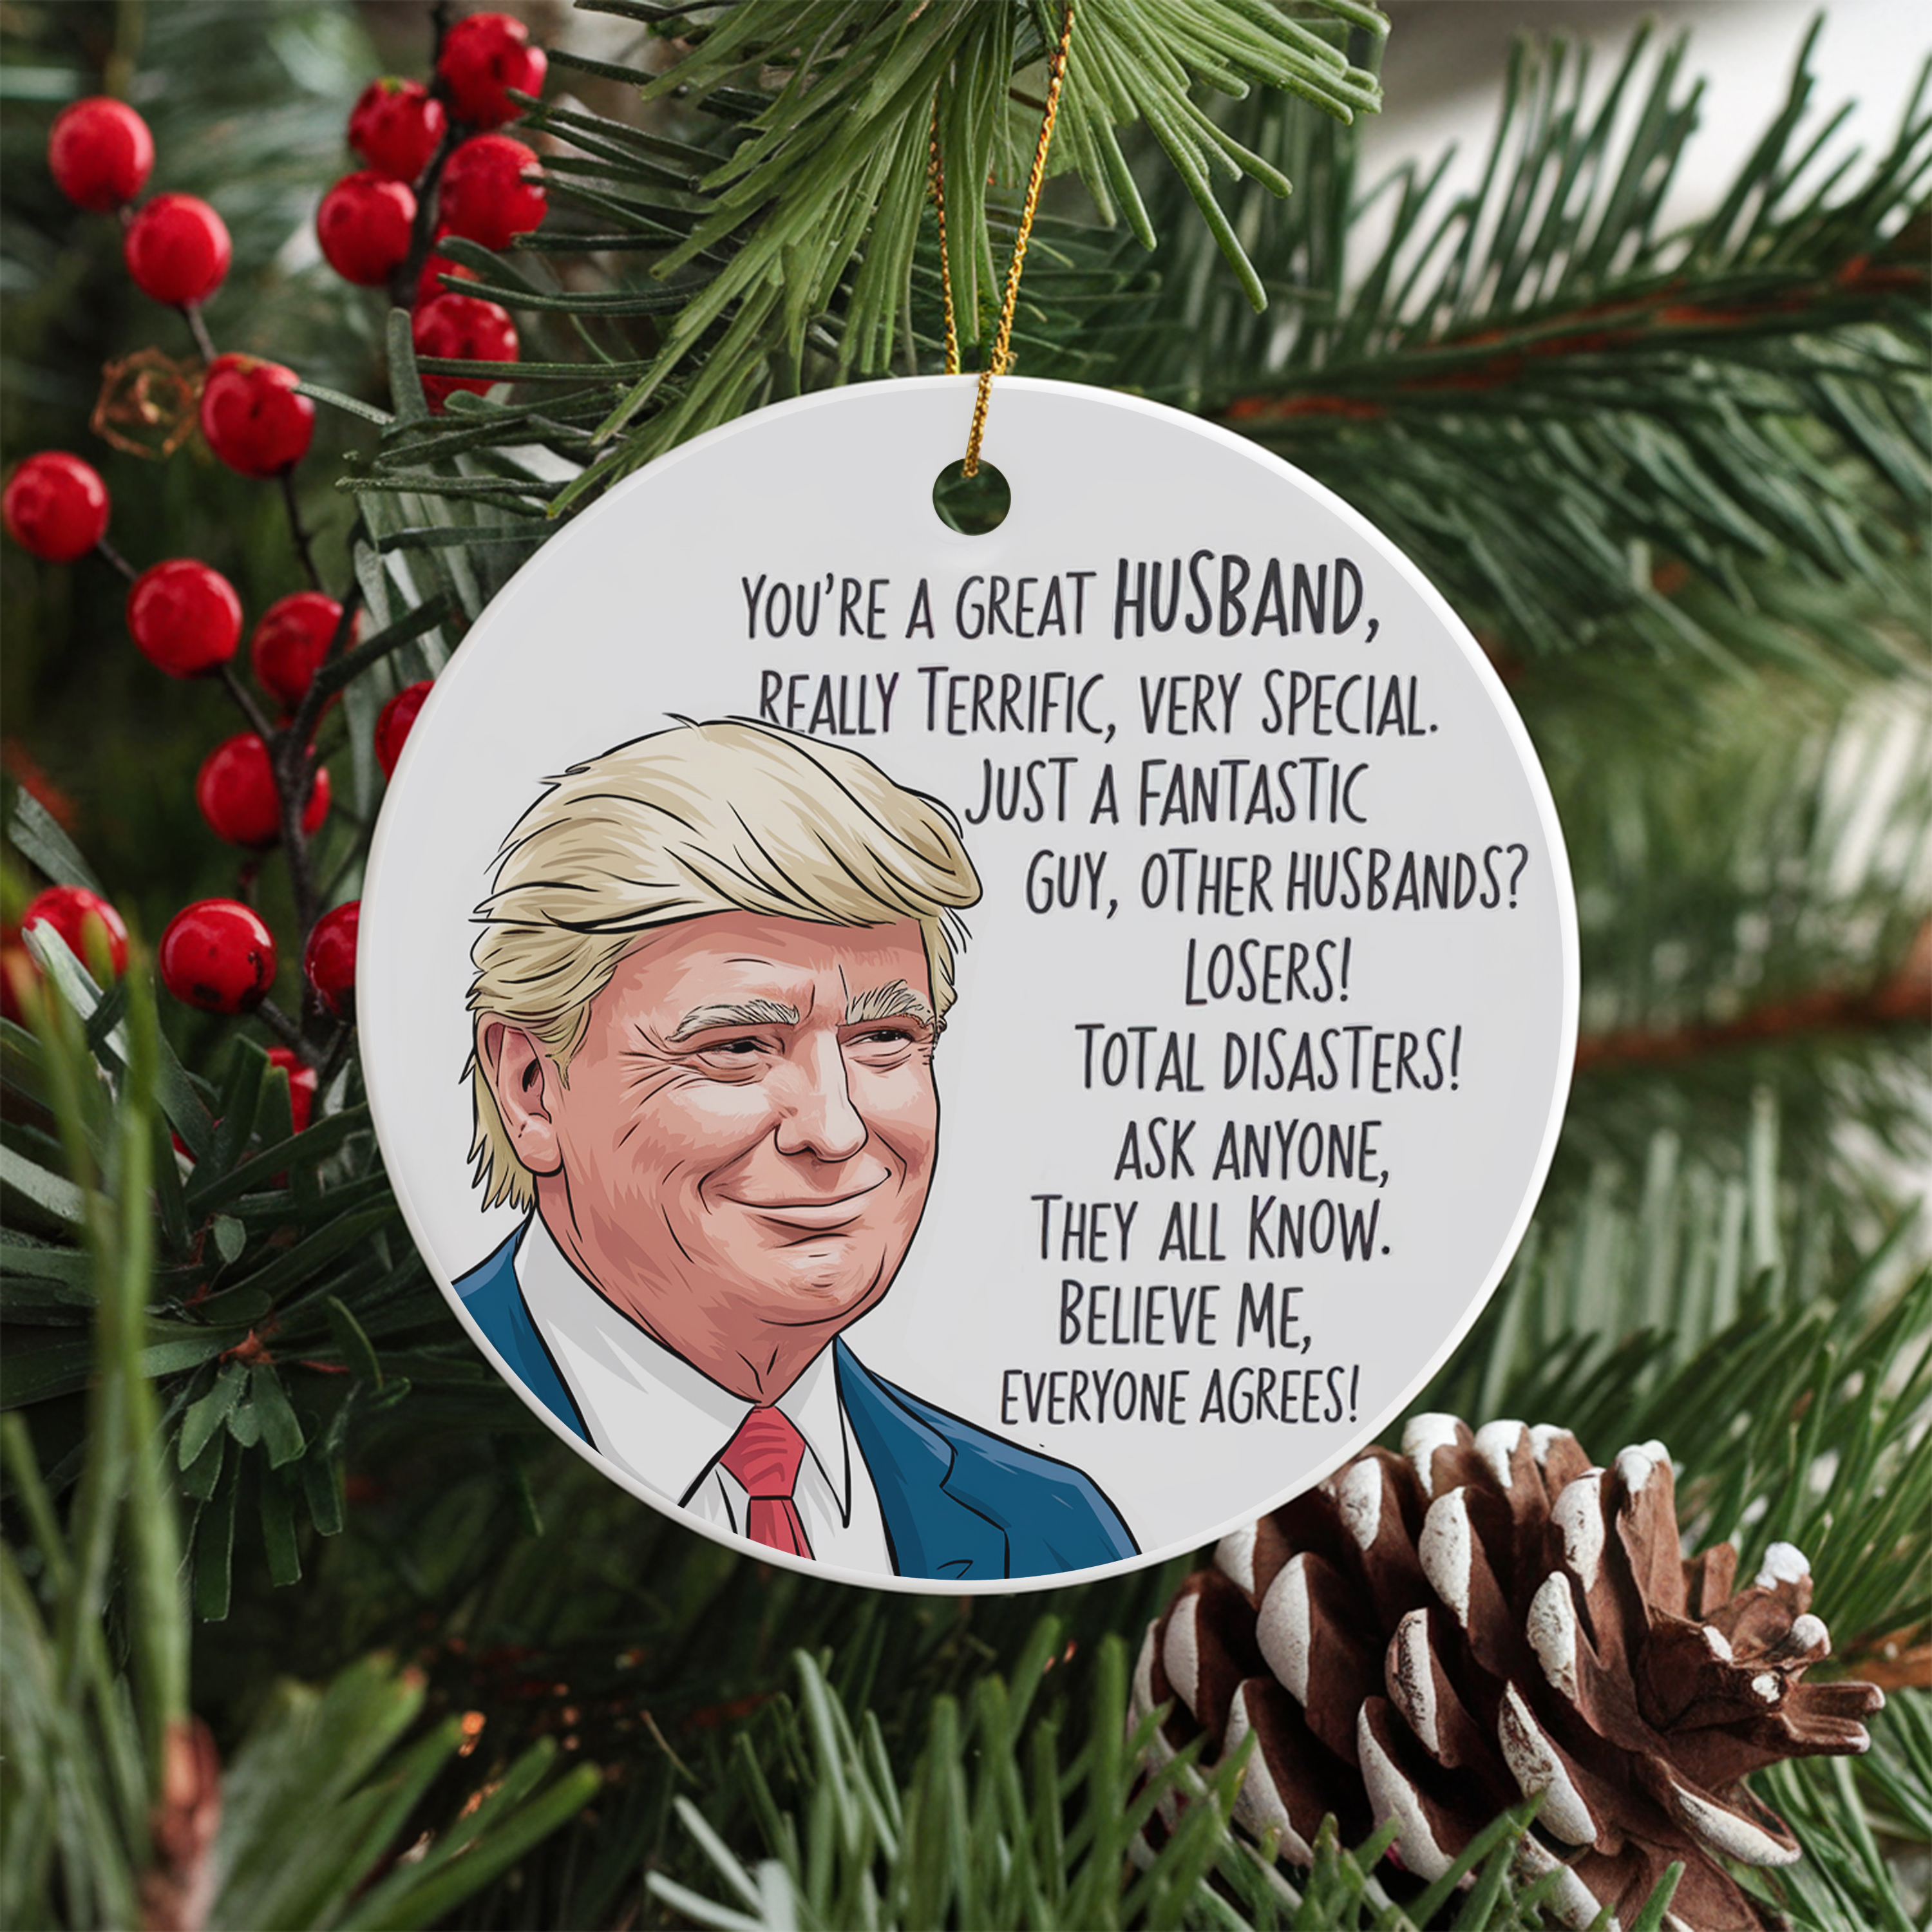 YOU'RE A GREAT HUSBAND,
REALLY TERRIFIC, VERY SPECIAL.
JUST A FANTASTIC
GUY, OTHER HUSBANDS?
LOSERS!
TOTAL DISASTERS!
ASK ANYONE,
THEY ALL KNOW.
BELIEVE ME,
EVERYONE AGREES!